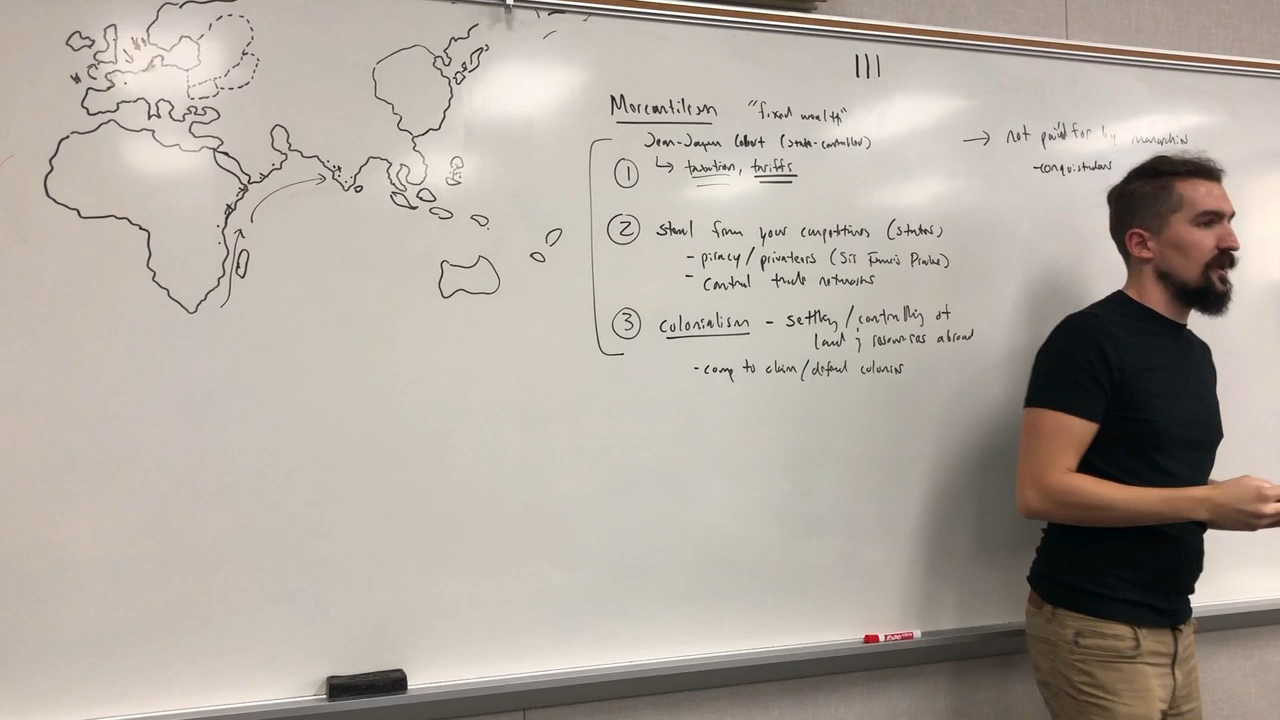 III
Mercantilism "fixed wealth"
Jean-Jaques Colbert (state-controlled)
→ not paid for by monarchies
- conquistadors
① ↳ taxation, tariffs
② steal from your competitors (states)
- piracy/privateers (Sir Francis Drake)
- control trade networks
③ colonialism - settling/controlling of
land & resources abroad
- comp to claim/defend colonies
Expo